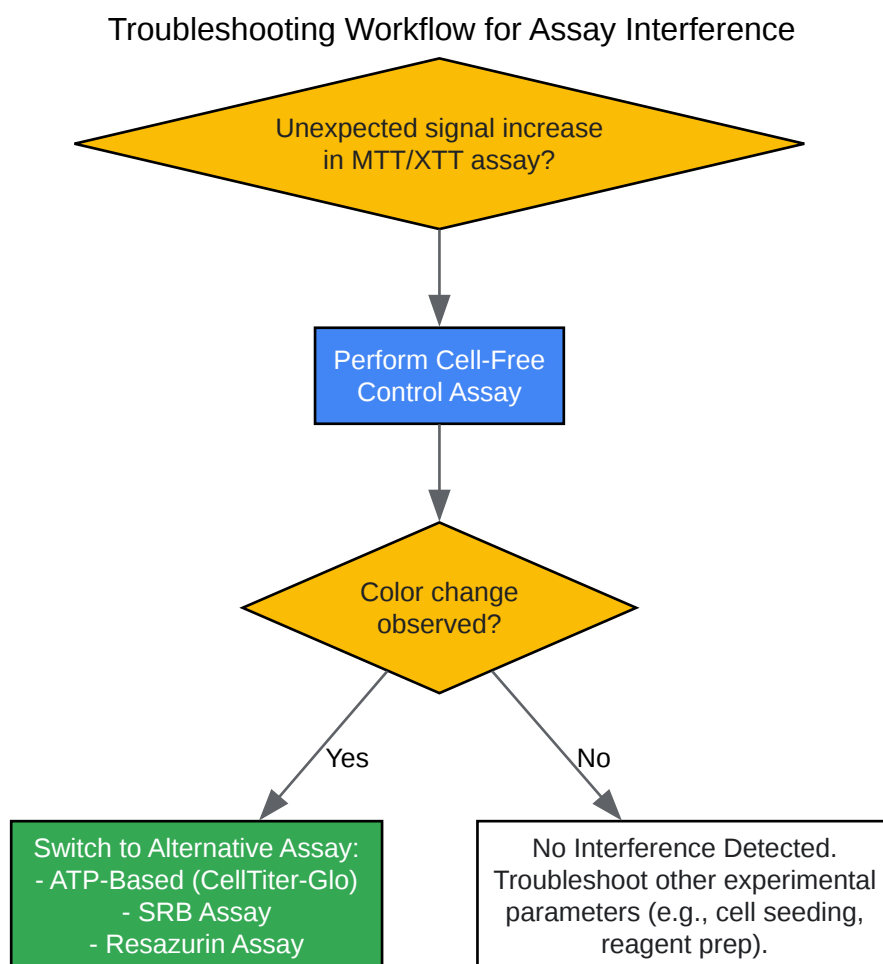 Troubleshooting Workflow for Assay Interference
Unexpected signal increase
in MTT/XTT assay?
Perform Cell-Free
Control Assay
Color change
observed?
Yes
No
Switch to Alternative Assay:
- ATP-Based (CellTiter-Glo)
- SRB Assay
- Resazurin Assay
No Interference Detected.
Troubleshoot other experimental
parameters (e.g., cell seeding,
reagent prep).